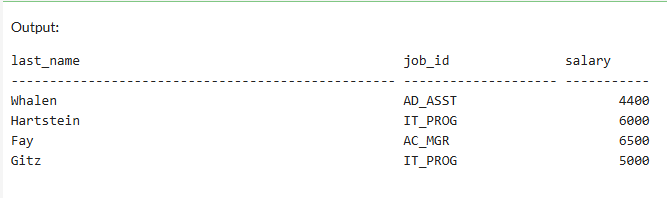 Output:
last_name                                          job_id               salary
-------------------------------------------------- -------------------- -----------
Whalen                                             AD_ASST                     4400
Hartstein                                          IT_PROG                     6000
Fay                                                AC_MGR                      6500
Gitz                                               IT_PROG                     5000